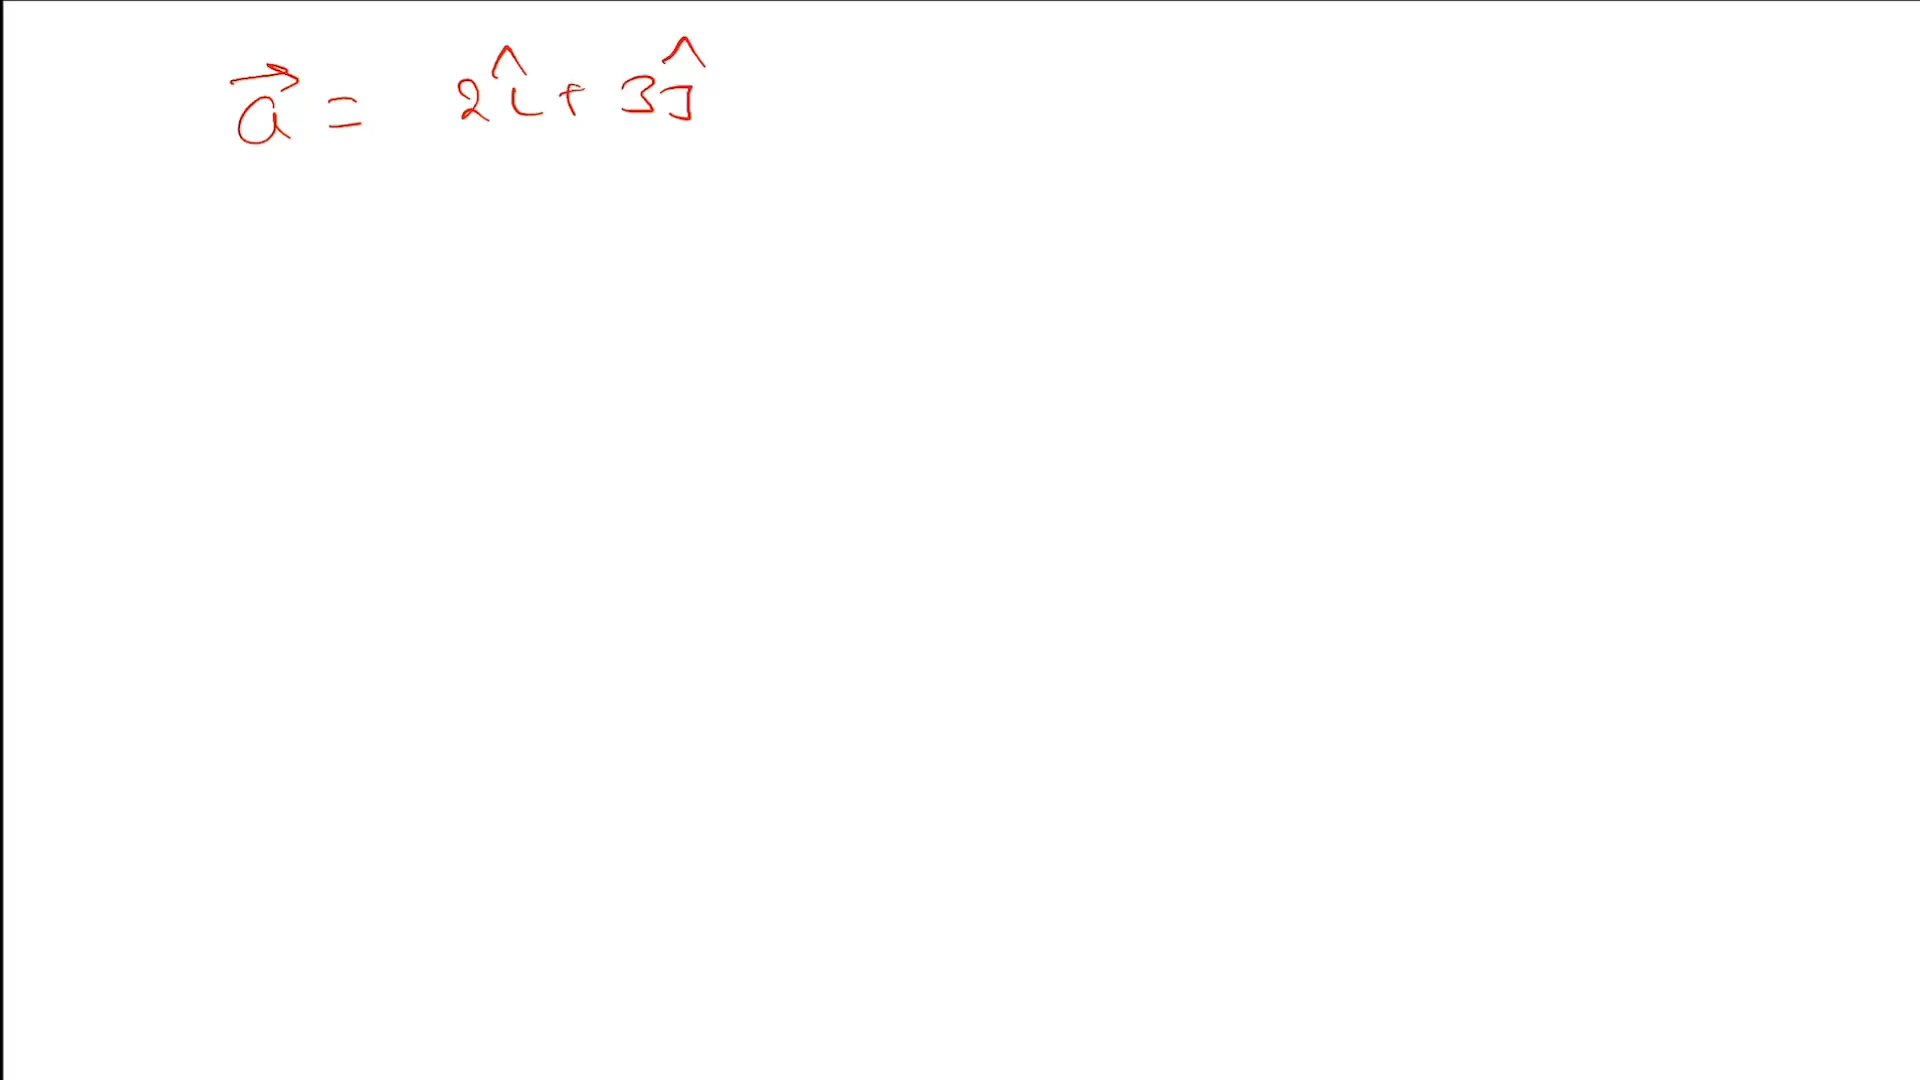 a⃗ = 2î + 3ĵ